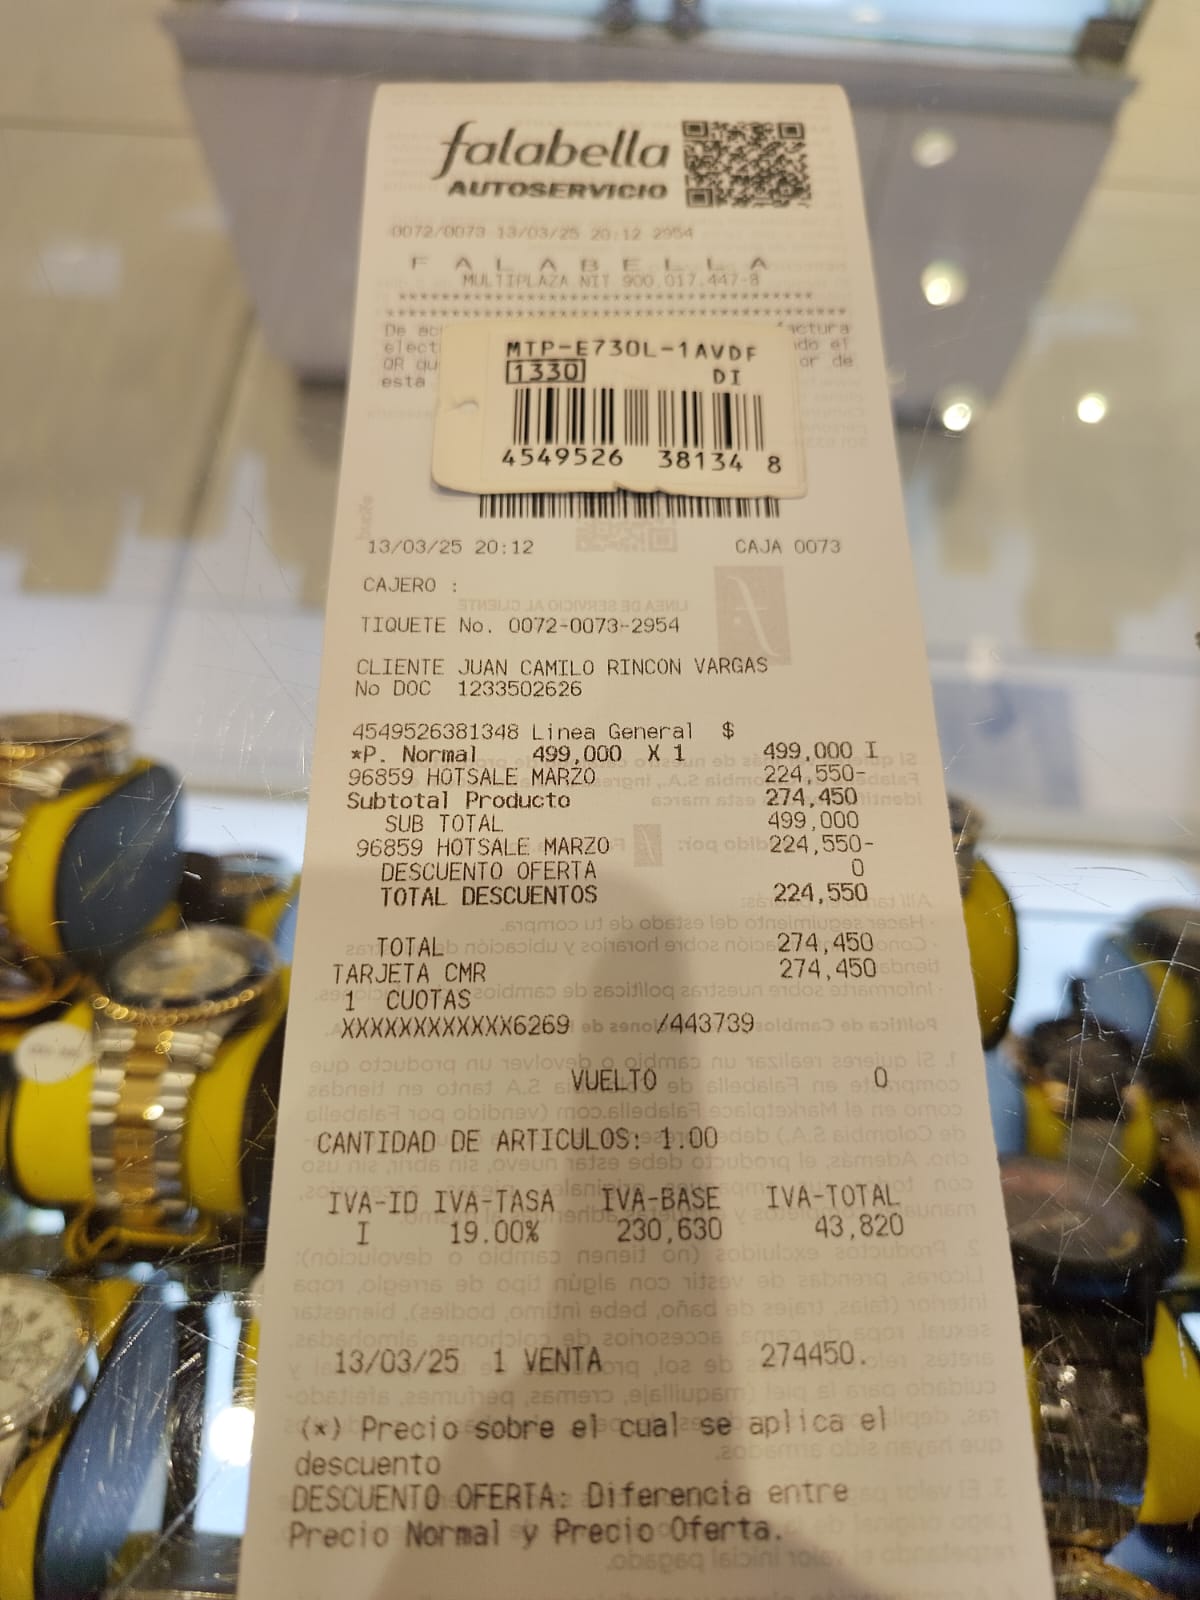 falabella
AUTOSERVICIO
0072/0073 13/03/25 20:12 2954
F A L A B E L L A
MULTIPLAZA NIT 900.017.447-8
****************************************
****************************************
De factura
elect
QR or de
esta
MTP-E730L-1AVDF
1330 DI
4549526 38134 8
13/03/25 20:12 CAJA 0073
CAJERO :
TIQUETE No. 0072-0073-2954
CLIENTE JUAN CAMILO RINCON VARGAS
No DOC 1233502626
4549526381348 Linea General $
*P. Normal 499,000 X 1 499,000 I
96859 HOTSALE MARZO 224,550-
Subtotal Producto 274,450
SUB TOTAL 499,000
96859 HOTSALE MARZO 224,550-
DESCUENTO OFERTA 0
TOTAL DESCUENTOS 224,550
TOTAL 274,450
TARJETA CMR 274,450
1 CUOTAS
XXXXXXXXXXXX6269 /443739
VUELTO 0
CANTIDAD DE ARTICULOS: 1.00
IVA-ID IVA-TASA IVA-BASE IVA-TOTAL
I 19.00% 230,630 43,820
13/03/25 1 VENTA 274450.
(*) Precio sobre el cual se aplica el
descuento
DESCUENTO OFERTA: Diferencia entre
Precio Normal y Precio Oferta.